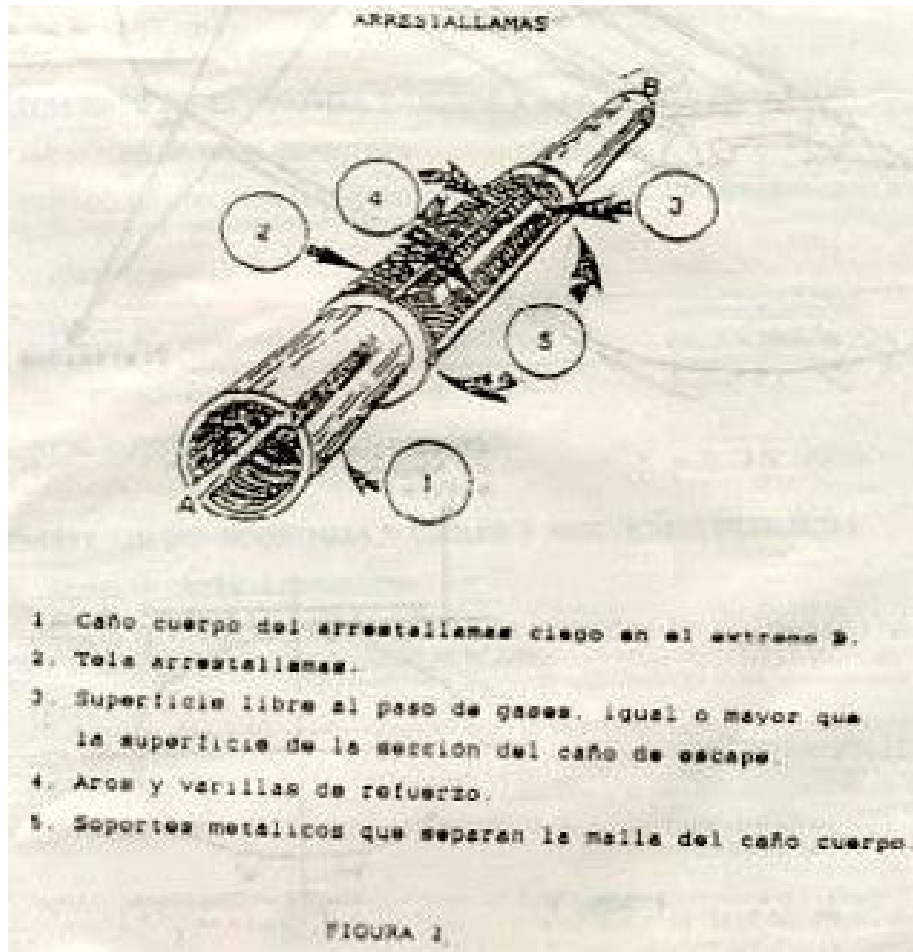 ARRESTALLAMAS
B
4
3
2
5
A
1
1. Caño cuerpo del arrestallamas ciego en el extremo B.
2. Tela arrestallamas.
3. Superficie libre al paso de gases, igual o mayor que
la superficie de la sección del caño de escape.
4. Aros y varillas de refuerzo.
5. Soportes metálicos que separan la malla del caño cuerpo.
FIGURA